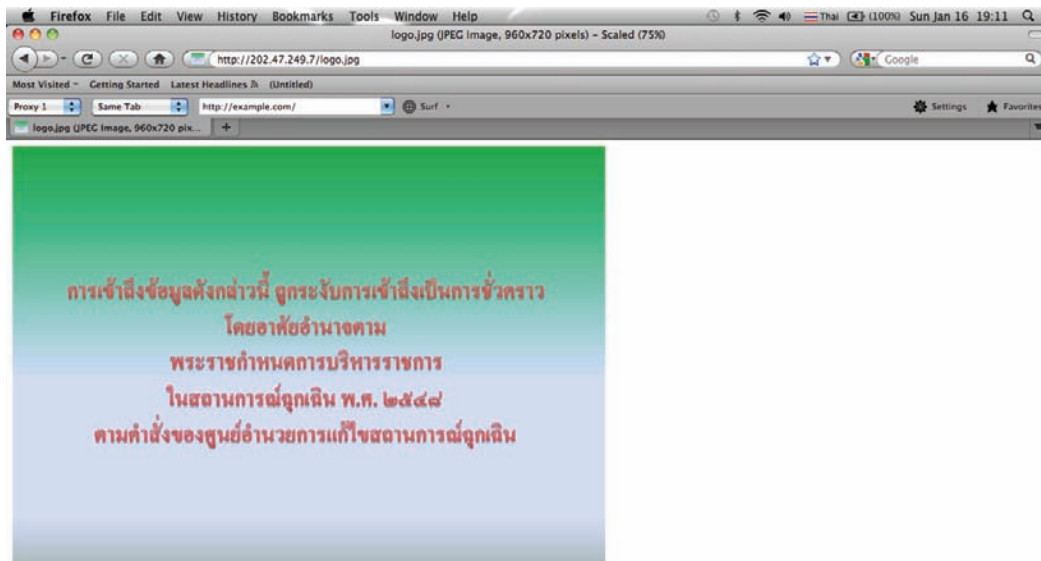 Firefox File Edit View History Bookmarks Tools Window Help Thai (100%) Sun Jan 16 19:11
logo.jpg (JPEG Image, 960x720 pixels) – Scaled (75%)
http://202.47.249.7/logo.jpg Google
Most Visited Getting Started Latest Headlines (Untitled)
Proxy 1 Same Tab http://example.com/ Surf Settings Favorites
logo.jpg (JPEG Image, 960x720 pix... +
การเข้าถึงข้อมูลดังกล่าวนี้ ถูกระงับการเข้าถึงเป็นการชั่วคราว
โดยอาศัยอำนาจตาม
พระราชกำหนดการบริหารราชการ
ในสถานการณ์ฉุกเฉิน พ.ศ. ๒๕๔๘
ตามคำสั่งของศูนย์อำนวยการแก้ไขสถานการณ์ฉุกเฉิน